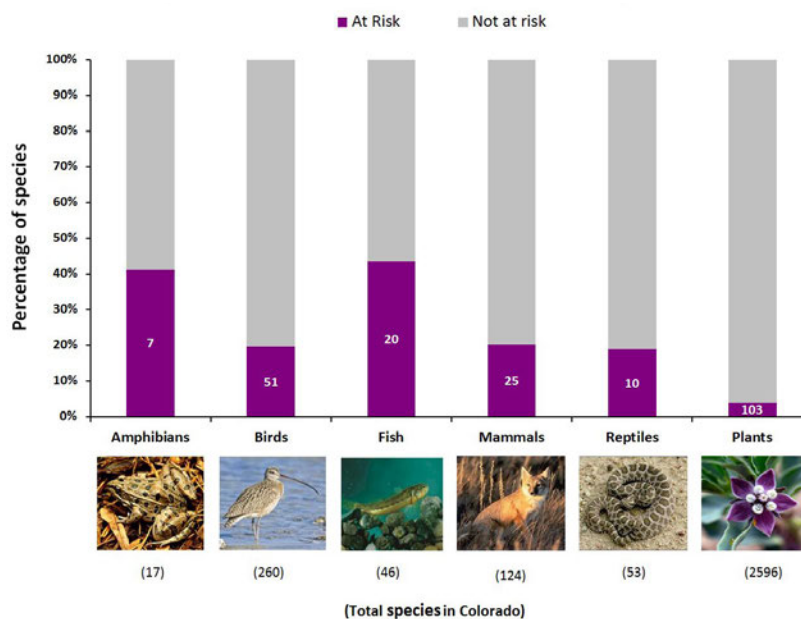 At Risk Not at risk
Percentage of species
100%
90%
80%
70%
60%
50%
40%
30%
20%
10%
0%
7 51 20 25 10 103
Amphibians Birds Fish Mammals Reptiles Plants
(17) (260) (46) (124) (53) (2596)
(Total species in Colorado)